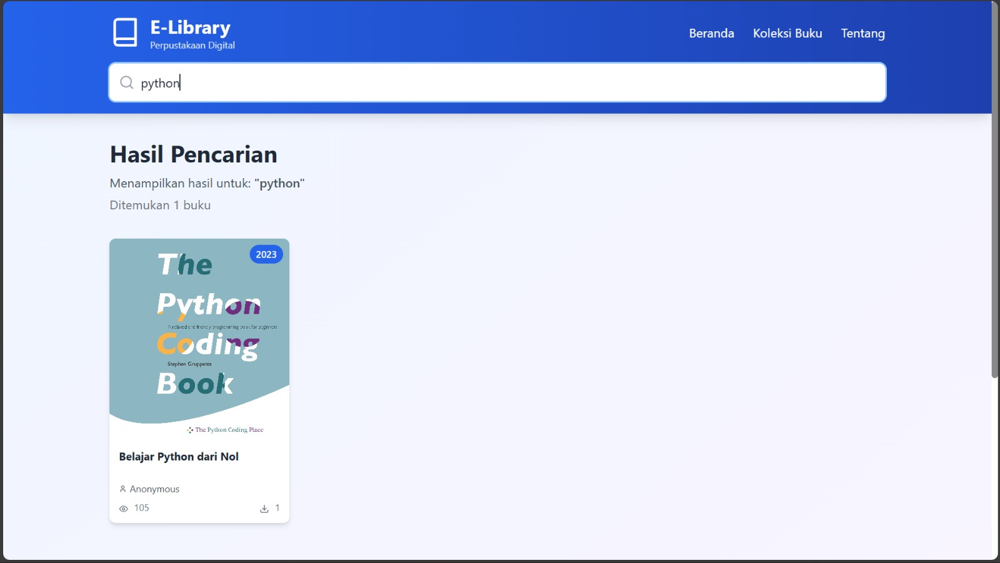 E-Library
Perpustakaan Digital
Beranda
Koleksi Buku
Tentang
python
Hasil Pencarian
Menampilkan hasil untuk: "python"
Ditemukan 1 buku
2023
The
Python
A relaxed and friendly programming book for beginners
Coding
Stephen Gruppetta
Book
The Python Coding Place
Belajar Python dari Nol
Anonymous
105
1